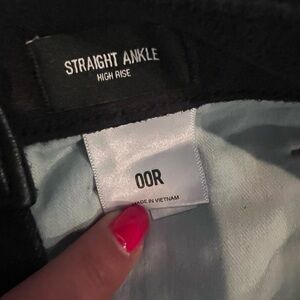 STRAIGHT ANKLE
HIGH RISE
00R
MADE IN VIETNAM